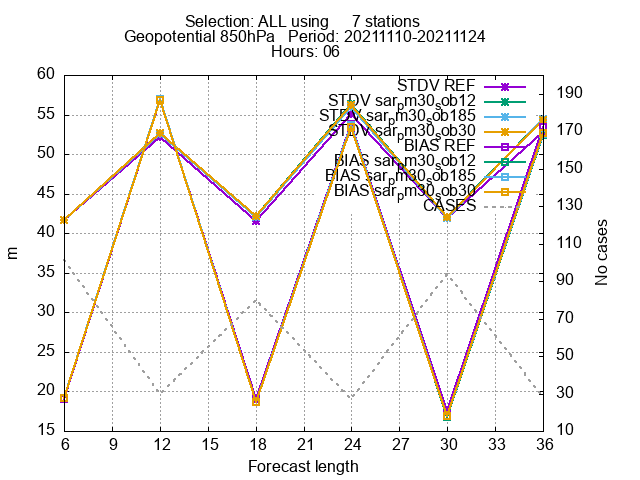 Selection: ALL using 7 stations
Geopotential 850hPa Period: 20211110-20211124
Hours: 06
STDV REF
STDV sar_pm30_sob12
STDV sar_pm30_sob185
STDV sar_pm30_sob30
BIAS REF
BIAS sar_pm30_sob12
BIAS sar_pm30_sob185
BIAS sar_pm30_sob30
CASES
60
55
50
45
40
35
30
25
20
15
m
190
170
150
130
110
90
70
50
30
10
No cases
6 9 12 15 18 21 24 27 30 33 36
Forecast length